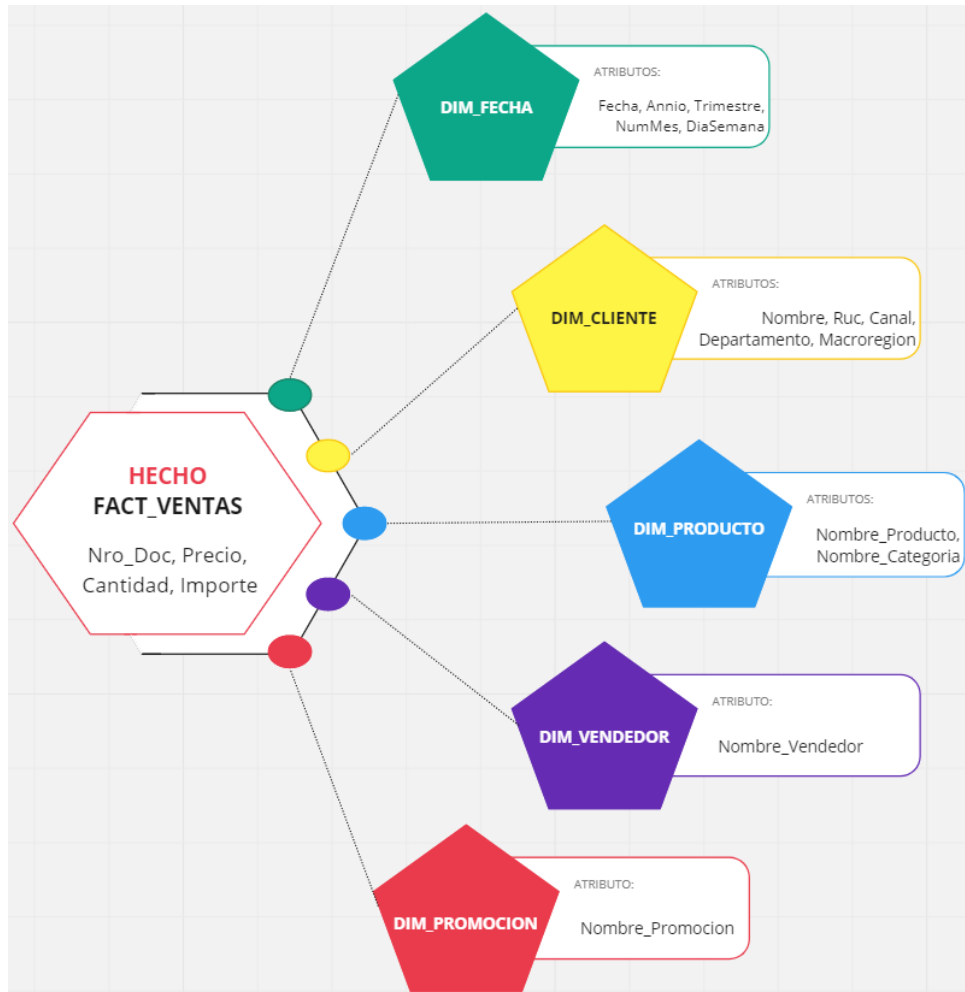 DIM_FECHA
ATRIBUTOS:
Fecha, Annio, Trimestre,
NumMes, DiaSemana
DIM_CLIENTE
ATRIBUTOS:
Nombre, Ruc, Canal,
Departamento, Macroregion
HECHO
FACT_VENTAS
Nro_Doc, Precio,
Cantidad, Importe
DIM_PRODUCTO
ATRIBUTOS:
Nombre_Producto,
Nombre_Categoria
DIM_VENDEDOR
ATRIBUTO:
Nombre_Vendedor
DIM_PROMOCION
ATRIBUTO:
Nombre_Promocion